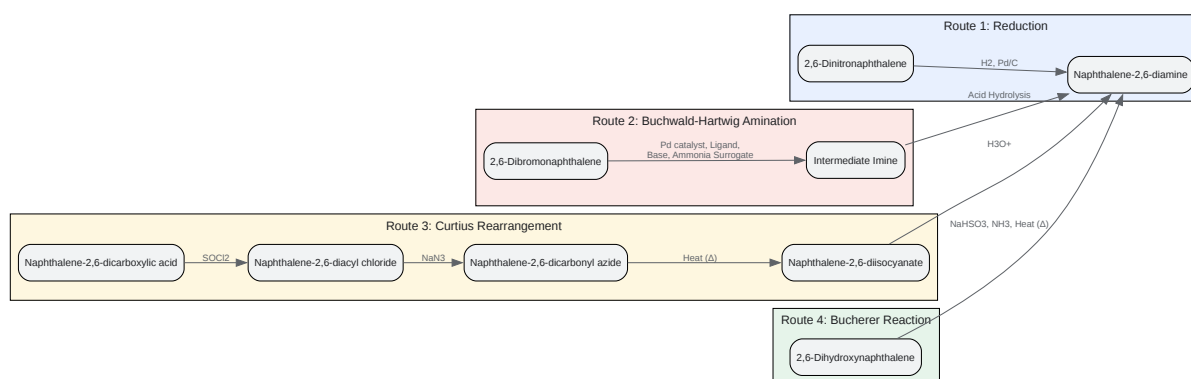 Route 1: Reduction
2,6-Dinitronaphthalene
H2, Pd/C
Naphthalene-2,6-diamine
Acid Hydrolysis
Route 2: Buchwald-Hartwig Amination
2,6-Dibromonaphthalene
Pd catalyst, Ligand,
Base, Ammonia Surrogate
Intermediate Imine
H3O+
Route 3: Curtius Rearrangement
NaHSO3, NH3, Heat (Δ)
Naphthalene-2,6-dicarboxylic acid
SOCl2
Naphthalene-2,6-diacyl chloride
NaN3
Naphthalene-2,6-dicarbonyl azide
Heat (Δ)
Naphthalene-2,6-diisocyanate
Route 4: Bucherer Reaction
2,6-Dihydroxynaphthalene